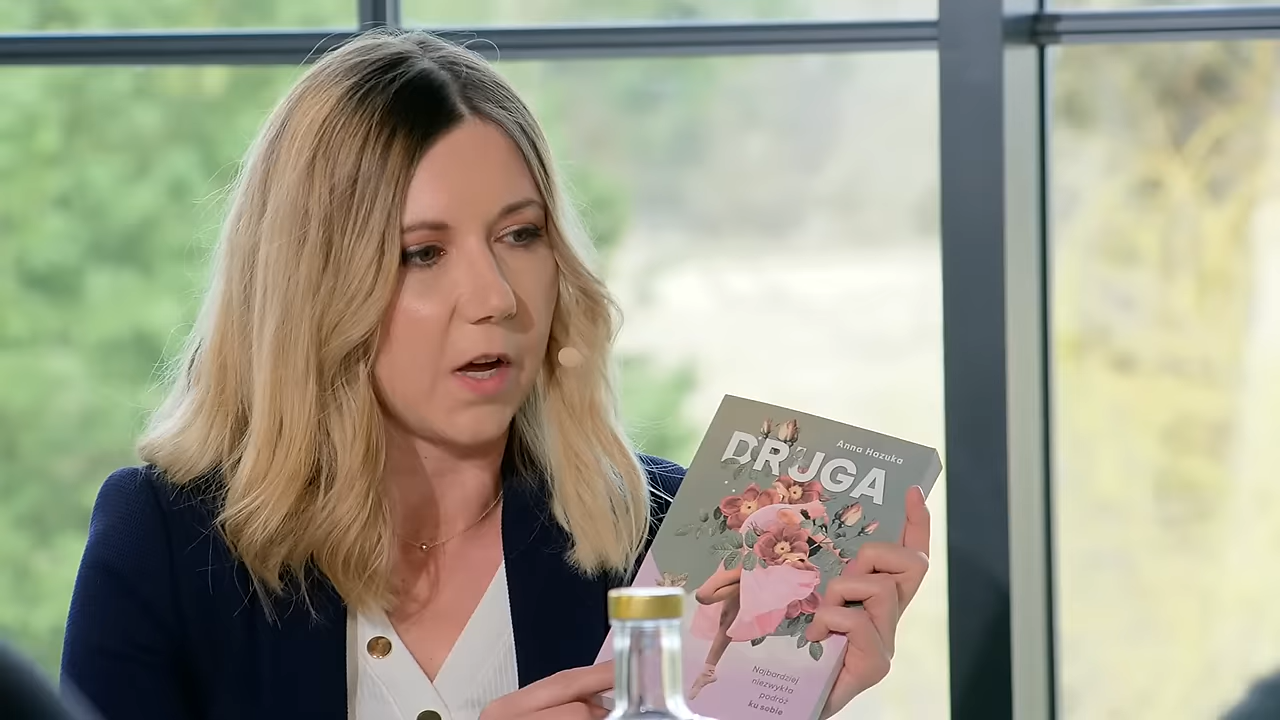 Anna Hazuka
DRUGA
Najbardziej
niezwykła
podróż
ku sobie